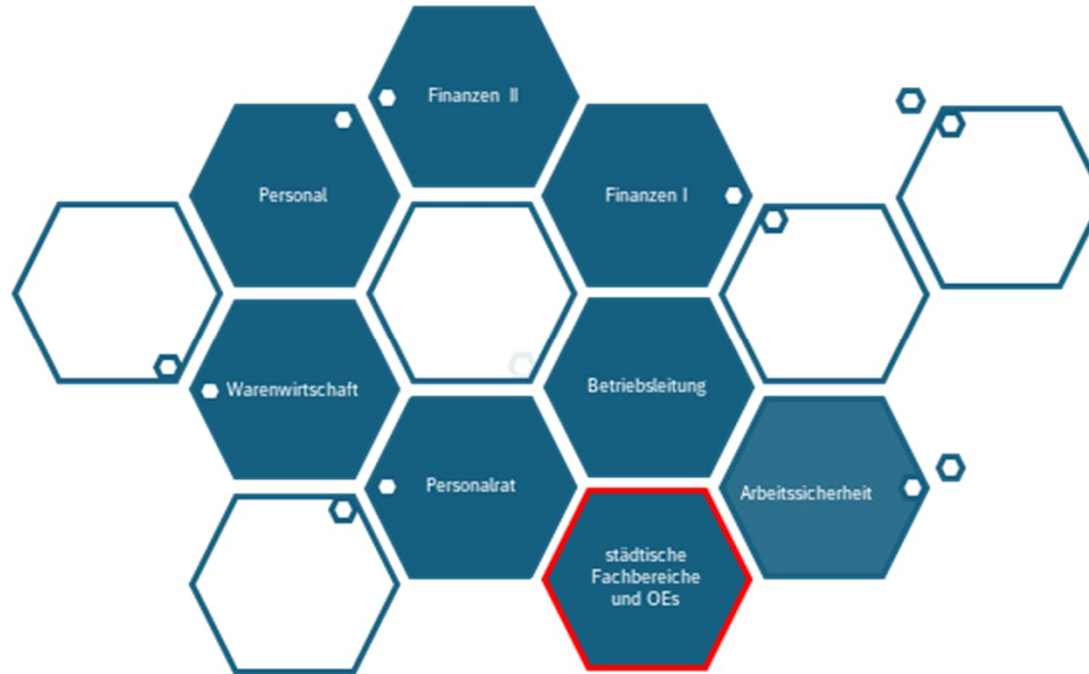 Finanzen II
Personal
Finanzen I
Warenwirtschaft
Betriebsleitung
Personalrat
Arbeitssicherheit
städtische
Fachbereiche
und OEs